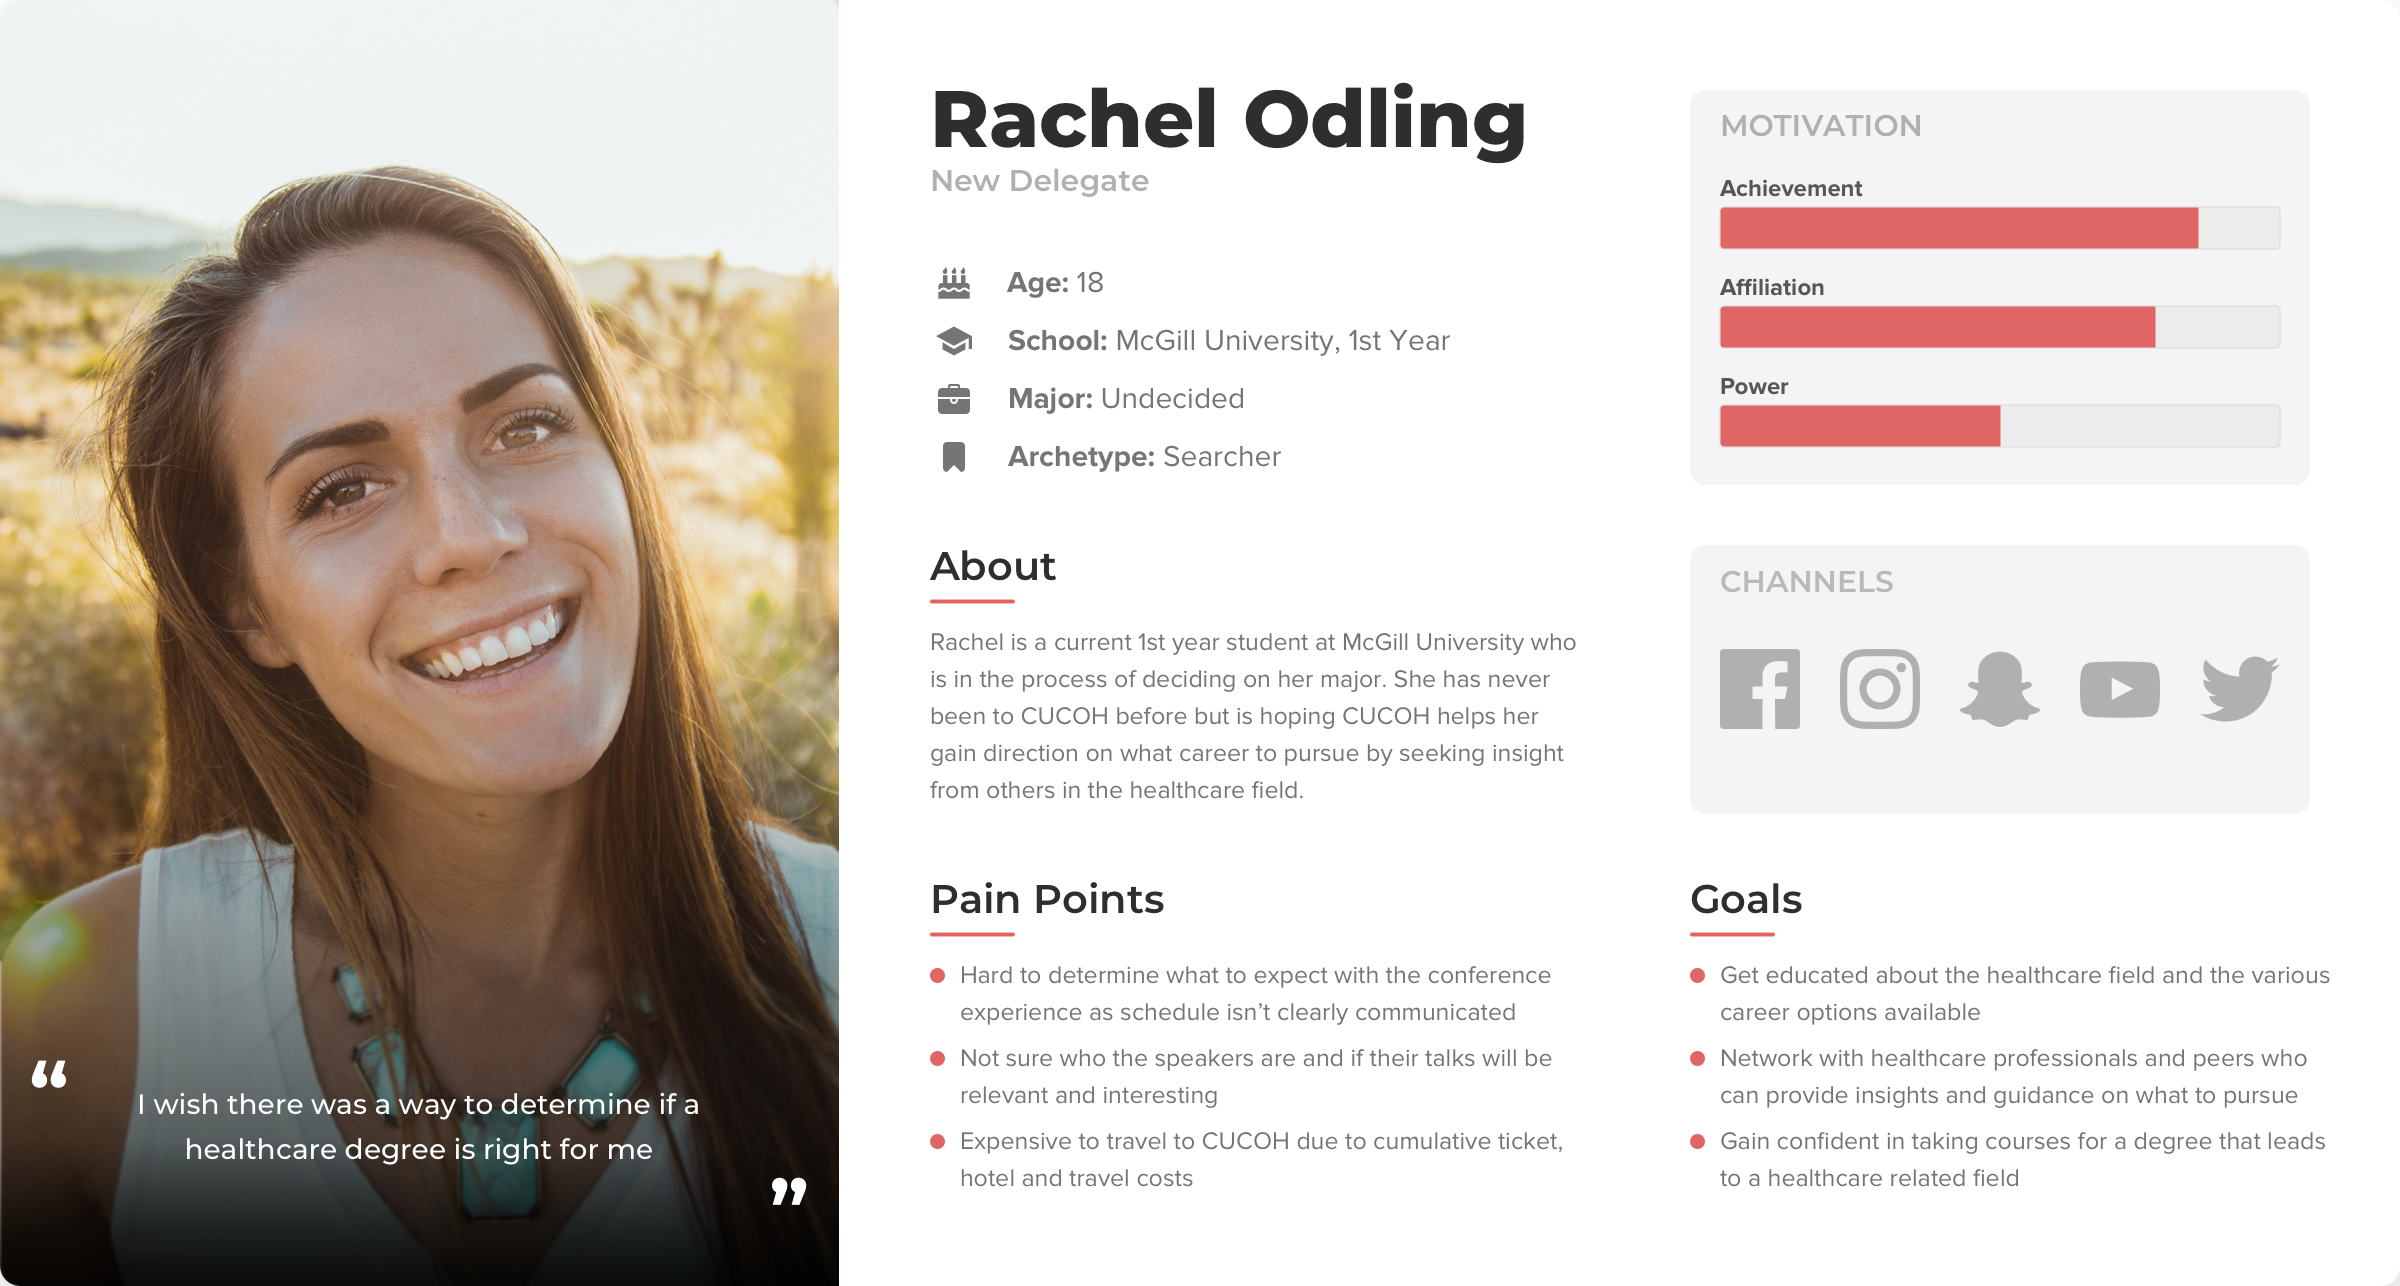 Rachel Odling
New Delegate
Age: 18
School: McGill University, 1st Year
Major: Undecided
Archetype: Searcher
About
Rachel is a current 1st year student at McGill University who
is in the process of deciding on her major. She has never
been to CUCOH before but is hoping CUCOH helps her
gain direction on what career to pursue by seeking insight
from others in the healthcare field.
MOTIVATION
Achievement
Affiliation
Power
CHANNELS
Pain Points
Hard to determine what to expect with the conference
experience as schedule isn’t clearly communicated
Not sure who the speakers are and if their talks will be
relevant and interesting
Expensive to travel to CUCOH due to cumulative ticket,
hotel and travel costs
Goals
Get educated about the healthcare field and the various
career options available
Network with healthcare professionals and peers who
can provide insights and guidance on what to pursue
Gain confident in taking courses for a degree that leads
to a healthcare related field
“
I wish there was a way to determine if a
healthcare degree is right for me
”